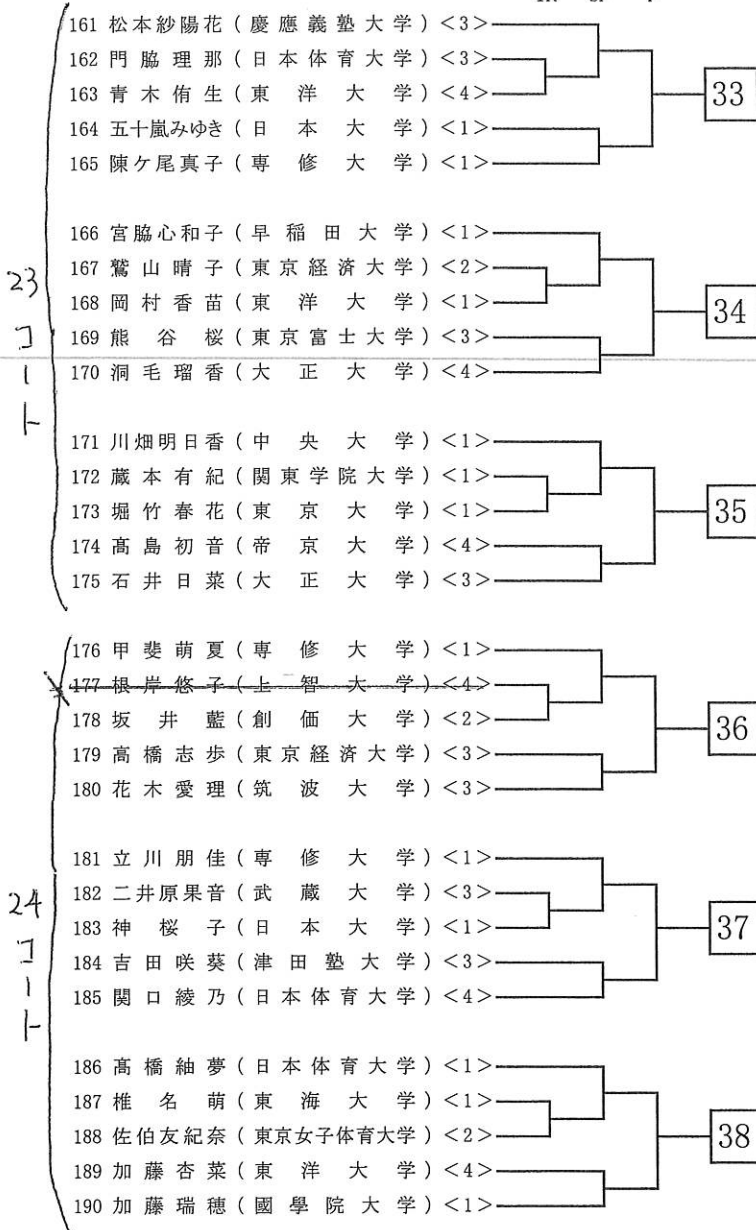 161 松本紗陽花(慶應義塾大学)<3>
162 門脇理那(日本体育大学)<3>
163 青木侑生(東洋大学)<4>
164 五十嵐みゆき(日本大学)<1>
165 陳ケ尾真子(専修大学)<1>
33
166 宮脇心和子(早稲田大学)<1>
167 鷲山晴子(東京経済大学)<2>
168 岡村香苗(東洋大学)<1>
169 熊谷桜(東京富士大学)<3>
170 洞毛瑠香(大正大学)<4>
34
171 川畑明日香(中央大学)<1>
172 蔵本有紀(関東学院大学)<1>
173 堀竹春花(東京大学)<1>
174 髙島初音(帝京大学)<4>
175 石井日菜(大正大学)<3>
35
23コート
176 甲斐萌夏(専修大学)<1>
177 根岸悠子(上智大学)<4>
178 坂井藍(創価大学)<2>
179 高橋志歩(東京経済大学)<3>
180 花木愛理(筑波大学)<3>
36
181 立川朋佳(専修大学)<1>
182 二井原果音(武蔵大学)<3>
183 神桜子(日本大学)<1>
184 吉田咲葵(津田塾大学)<3>
185 関口綾乃(日本体育大学)<4>
37
186 髙橋紬夢(日本体育大学)<1>
187 椎名萌(東海大学)<1>
188 佐伯友紀奈(東京女子体育大学)<2>
189 加藤杏菜(東洋大学)<4>
190 加藤瑞穂(國學院大学)<1>
38
24コート